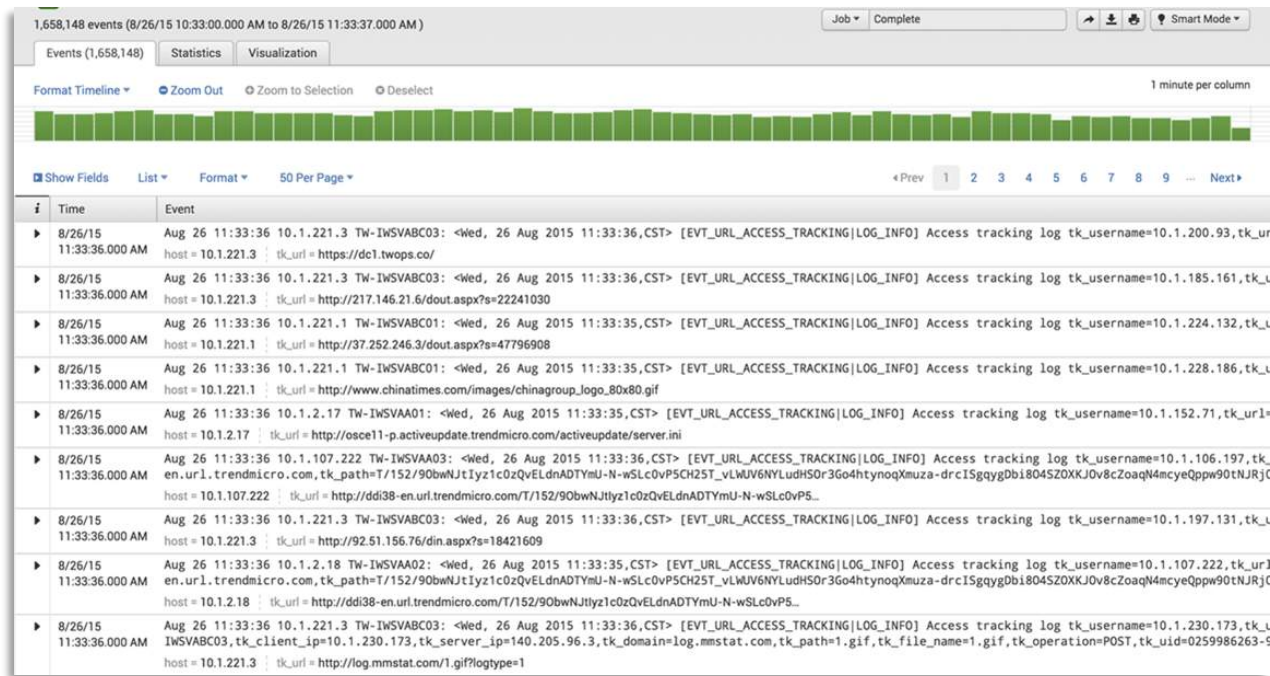 1,658,148 events (8/26/15 10:33:00.000 AM to 8/26/15 11:33:37.000 AM )
Job Complete Smart Mode
Events (1,658,148) Statistics Visualization
Format Timeline Zoom Out Zoom to Selection Deselect 1 minute per column
Show Fields List Format 50 Per Page Prev 1 2 3 4 5 6 7 8 9 ... Next
i Time Event
8/26/15 Aug 26 11:33:36 10.1.221.3 TW-IWSVABC03: <Wed, 26 Aug 2015 11:33:36,CST> [EVT_URL_ACCESS_TRACKING|LOG_INFO] Access tracking log tk_username=10.1.200.93,tk_ur
11:33:36.000 AM host = 10.1.221.3 tk_url = https://dc1.twops.co/
8/26/15 Aug 26 11:33:36 10.1.221.3 TW-IWSVABC03: <Wed, 26 Aug 2015 11:33:36,CST> [EVT_URL_ACCESS_TRACKING|LOG_INFO] Access tracking log tk_username=10.1.185.161,tk_u
11:33:36.000 AM host = 10.1.221.3 tk_url = http://217.146.21.6/dout.aspx?s=22241030
8/26/15 Aug 26 11:33:36 10.1.221.1 TW-IWSVABC01: <Wed, 26 Aug 2015 11:33:35,CST> [EVT_URL_ACCESS_TRACKING|LOG_INFO] Access tracking log tk_username=10.1.224.132,tk_u
11:33:36.000 AM host = 10.1.221.1 tk_url = http://37.252.246.3/dout.aspx?s=47796908
8/26/15 Aug 26 11:33:36 10.1.221.1 TW-IWSVABC01: <Wed, 26 Aug 2015 11:33:35,CST> [EVT_URL_ACCESS_TRACKING|LOG_INFO] Access tracking log tk_username=10.1.228.186,tk_u
11:33:36.000 AM host = 10.1.221.1 tk_url = http://www.chinatimes.com/images/chinagroup_logo_80x80.gif
8/26/15 Aug 26 11:33:36 10.1.2.17 TW-IWSVAA01: <Wed, 26 Aug 2015 11:33:35,CST> [EVT_URL_ACCESS_TRACKING|LOG_INFO] Access tracking log tk_username=10.1.152.71,tk_url=
11:33:36.000 AM host = 10.1.2.17 tk_url = http://osce11-p.activeupdate.trendmicro.com/activeupdate/server.ini
8/26/15 Aug 26 11:33:36 10.1.107.222 TW-IWSVAA03: <Wed, 26 Aug 2015 11:33:36,CST> [EVT_URL_ACCESS_TRACKING|LOG_INFO] Access tracking log tk_username=10.1.106.197,tk_
11:33:36.000 AM en.url.trendmicro.com,tk_path=T/152/9ObwNJtIyz1c0zQvELdnADTYmU-N-wSLc0vP5CH25T_vLWUV6NYLudHSOr3Go4htynoqXmuza-drcISgqygDbi8O4SZOXKJOv8cZoaqN4mcyeQppw90tNJRj
host = 10.1.107.222 tk_url = http://ddi38-en.url.trendmicro.com/T/152/9ObwNJtIyz1c0zQvELdnADTYmU-N-wSLc0vP5...
8/26/15 Aug 26 11:33:36 10.1.221.3 TW-IWSVABC03: <Wed, 26 Aug 2015 11:33:36,CST> [EVT_URL_ACCESS_TRACKING|LOG_INFO] Access tracking log tk_username=10.1.197.131,tk_u
11:33:36.000 AM host = 10.1.221.3 tk_url = http://92.51.156.76/din.aspx?s=18421609
8/26/15 Aug 26 11:33:36 10.1.2.18 TW-IWSVAA02: <Wed, 26 Aug 2015 11:33:35,CST> [EVT_URL_ACCESS_TRACKING|LOG_INFO] Access tracking log tk_username=10.1.107.222,tk_url
11:33:36.000 AM en.url.trendmicro.com,tk_path=T/152/9ObwNJtIyz1c0zQvELdnADTYmU-N-wSLc0vP5CH25T_vLWUV6NYLudHSOr3Go4htynoqXmuza-drcISgqygDbi8O4SZOXKJOv8cZoaqN4mcyeQppw90tNJRj
host = 10.1.2.18 tk_url = http://ddi38-en.url.trendmicro.com/T/152/9ObwNJtIyz1c0zQvELdnADTYmU-N-wSLc0vP5...
8/26/15 Aug 26 11:33:36 10.1.221.3 TW-IWSVABC03: <Wed, 26 Aug 2015 11:33:36,CST> [EVT_URL_ACCESS_TRACKING|LOG_INFO] Access tracking log tk_username=10.1.230.173,tk_u
11:33:36.000 AM IWSVABC03,tk_client_ip=10.1.230.173,tk_server_ip=140.205.96.3,tk_domain=log.mmstat.com,tk_path=1.gif,tk_file_name=1.gif,tk_operation=POST,tk_uid=0259986263-9
host = 10.1.221.3 tk_url = http://log.mmstat.com/1.gif?logtype=1